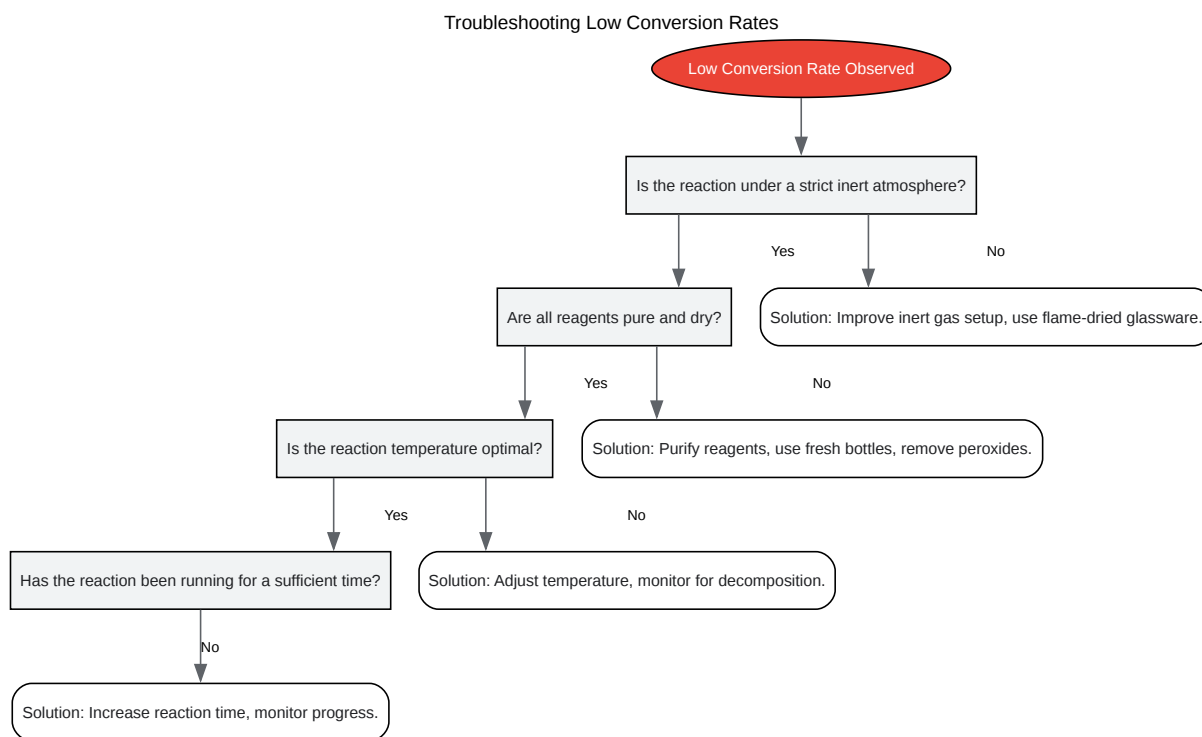 Troubleshooting Low Conversion Rates
Low Conversion Rate Observed
Is the reaction under a strict inert atmosphere?
Yes
No
Are all reagents pure and dry?
Solution: Improve inert gas setup, use flame-dried glassware.
Yes
No
Is the reaction temperature optimal?
Solution: Purify reagents, use fresh bottles, remove peroxides.
Yes
No
Has the reaction been running for a sufficient time?
Solution: Adjust temperature, monitor for decomposition.
No
Solution: Increase reaction time, monitor progress.